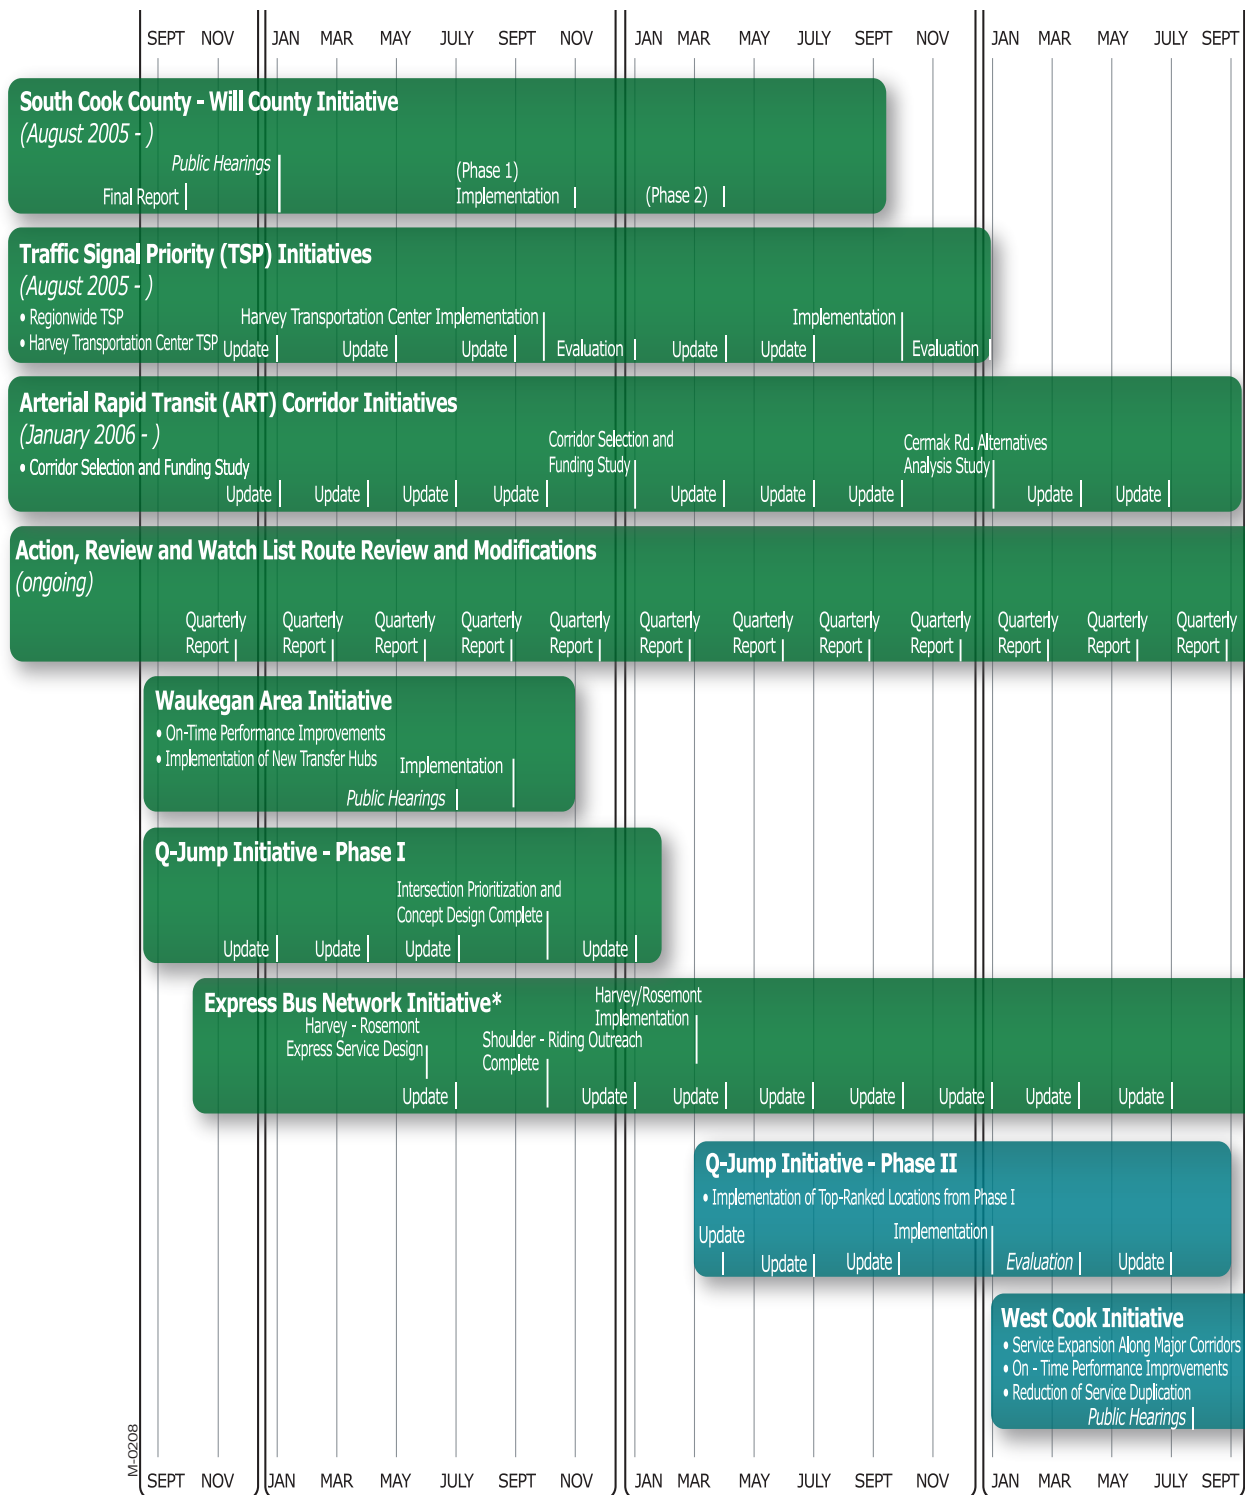 SEPT NOV JAN MAR MAY JULY SEPT NOV JAN MAR MAY JULY SEPT NOV JAN MAR MAY JULY SEPT
South Cook County - Will County Initiative
(August 2005 - )
Public Hearings
(Phase 1)
Final Report
Implementation
(Phase 2)
Traffic Signal Priority (TSP) Initiatives
(August 2005 - )
• Regionwide TSP
Harvey Transportation Center Implementation
Implementation
• Harvey Transportation Center TSP
Update Update Update Evaluation Update Update Evaluation
Arterial Rapid Transit (ART) Corridor Initiatives
(January 2006 - )
• Corridor Selection and Funding Study
Corridor Selection and
Funding Study
Cermak Rd. Alternatives
Analysis Study
Update Update Update Update Update Update Update Update Update
Action, Review and Watch List Route Review and Modifications
(ongoing)
Quarterly Quarterly Quarterly Quarterly Quarterly Quarterly Quarterly Quarterly Quarterly Quarterly Quarterly Quarterly
Report Report Report Report Report Report Report Report Report Report Report Report
Waukegan Area Initiative
• On-Time Performance Improvements
• Implementation of New Transfer Hubs
Implementation
Public Hearings
Q-Jump Initiative - Phase I
Intersection Prioritization and
Concept Design Complete
Update Update Update Update
Express Bus Network Initiative*
Harvey - Rosemont
Express Service Design
Shoulder - Riding Outreach
Complete
Harvey/Rosemont
Implementation
Update Update Update Update Update Update Update Update
Q-Jump Initiative - Phase II
• Implementation of Top-Ranked Locations from Phase I
Update
Implementation
Update Update Evaluation Update
West Cook Initiative
• Service Expansion Along Major Corridors
• On - Time Performance Improvements
• Reduction of Service Duplication
Public Hearings
M-0208
SEPT NOV JAN MAR MAY JULY SEPT NOV JAN MAR MAY JULY SEPT NOV JAN MAR MAY JULY SEPT